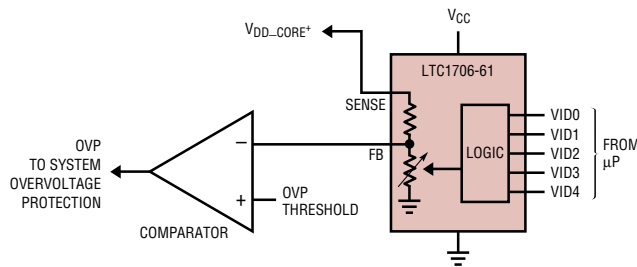 VCC
VDD_CORE+
LTC1706-61
SENSE
VID0
OVP
TO SYSTEM
OVERVOLTAGE
PROTECTION
−
FB
LOGIC
VID1
VID2
VID3
VID4
FROM
µP
+
OVP
THRESHOLD
COMPARATOR